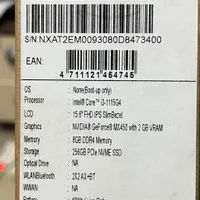 S/N NXAT2EM0093080D8473400
EAN:
4 711121 464745
OS : None(Boot-up only)
Processor : Intel® Core™ i3-1115G4
LCD : 15.6" FHD IPS SlimBezel
Graphics : NVIDIA® GeForce® MX450 with 2 GB VRAM
Memory : 8GB DDR4 Memory
Storage : 256GB PCIe NVME SSD
Optical Drive : NA
WLAN/Bluetooth : 2X2 AX+BT
WWAN : NA